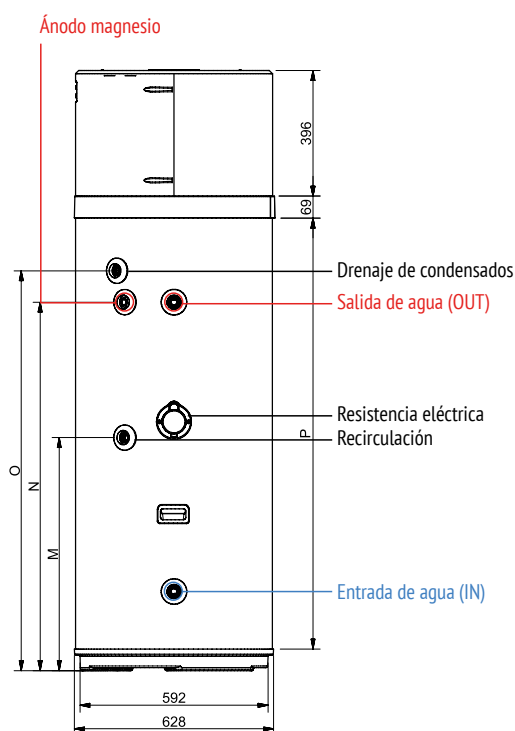 Ánodo magnesio
396
69
Drenaje de condensados
Salida de agua (OUT)
Resistencia eléctrica
Recirculación
P
O
N
M
Entrada de agua (IN)
592
628